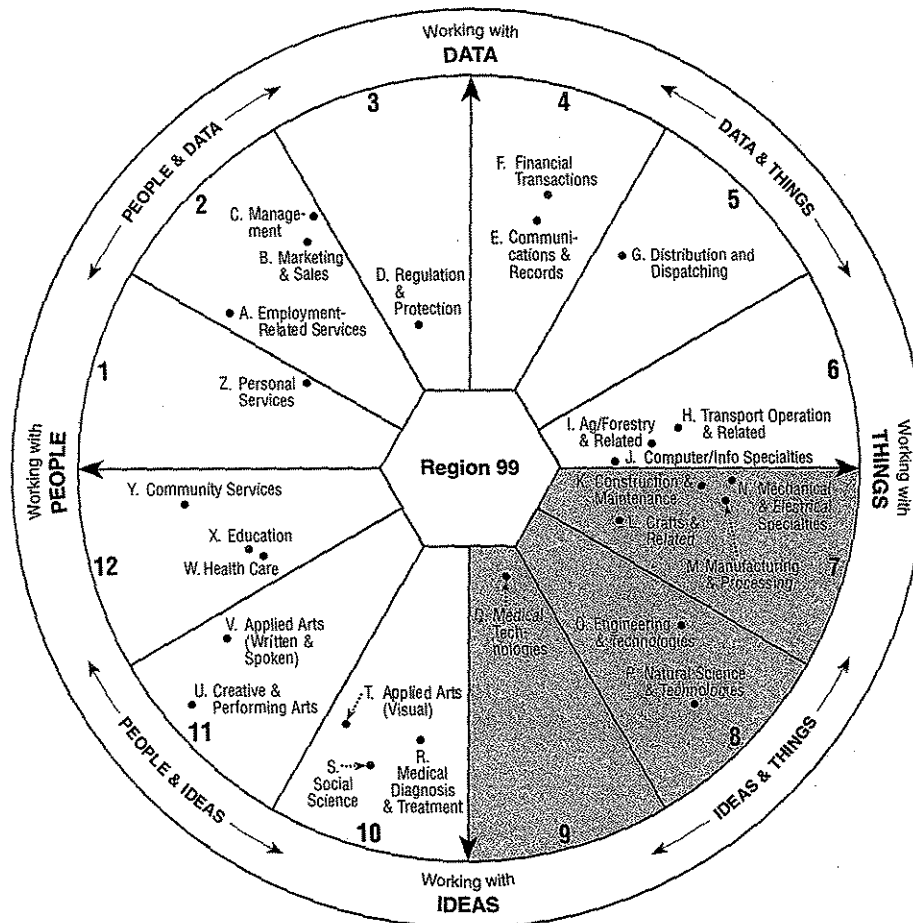 Working with
DATA
PEOPLE & DATA
DATA & THINGS
3
4
2
5
F. Financial
Transactions
C. Manage-
ment
E. Communi-
cations &
Records
B. Marketing
& Sales
D. Regulation
&
Protection
G. Distribution and
Dispatching
A. Employment-
Related Services
1
6
Z. Personal
Services
H. Transport Operation
& Related
I. Ag/Forestry
& Related
J. Computer/Info Specialties
Working with
PEOPLE
Region 99
Working with
THINGS
Y. Community Services
K. Construction &
Maintenance
N. Mechanical
& Electrical
Specialties
L. Crafts &
Related
X. Education
W. Health Care
M. Manufacturing
& Processing
12
7
V. Applied Arts
(Written &
Spoken)
Q. Medical
Tech-
nologies
O. Engineering
& Technologies
U. Creative &
Performing Arts
P. Natural Science
& Technologies
T. Applied Arts
(Visual)
11
8
S.
Social
Science
R.
Medical
Diagnosis
& Treatment
10
9
PEOPLE & IDEAS
IDEAS & THINGS
Working with
IDEAS